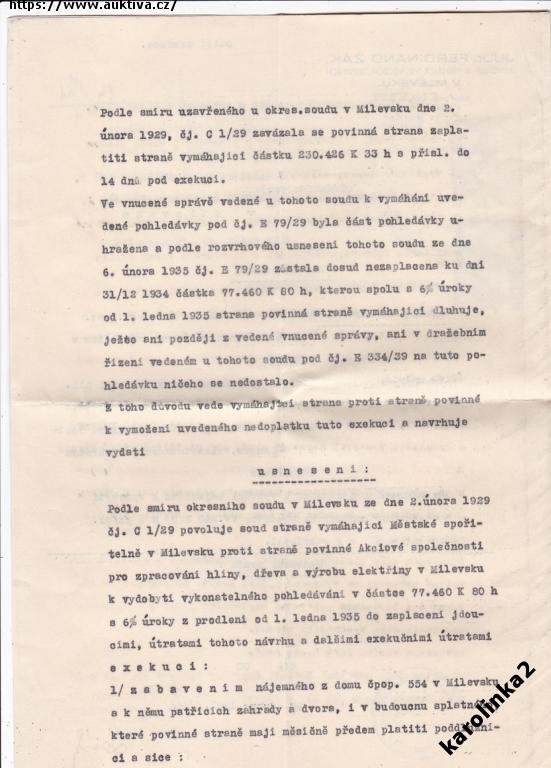 https://www.auktiva.cz/
JUDr. FERDINAND ŽÁK
V MILEVSKU
Podle smíru uzavřeného u okres.soudu v Milevsku dne 2.
února 1929, čj. C 1/29 zavázala se povinná strana zapla-
titi straně vymáhající částku 230.426 K 33 h s přísl. do
14 dnů pod exekucí.
Ve vnucené správě vedené u tohoto soudu k vymáhání uve-
dené pohledávky pod čj. E 79/29 byla část pohledávky u-
hražena a podle rozvrhového usnesení tohoto soudu ze dne
6. února 1935 čj. E 79/29 zůstala dosud nezaplacena ku dni
31/12 1934 částka 77.460 K 80 h, kterou spolu s 6% úroky
od 1. ledna 1935 strana povinná straně vymáhající dluhuje,
ježto ani později z vedené vnucené správy, ani v dražebním
řízení vedeném u tohoto soudu pod čj. E 334/39 na tuto po-
hledávku ničeho se nedostalo.
Z toho důvodu vede vymáhající strana proti straně povinné
k vymožení uvedeného nedoplatku tuto exekuci a navrhuje
vydati
u s n e s e n í :
Podle smíru okresního soudu v Milevsku ze dne 2.února 1929
čj. C 1/29 povoluje soud straně vymáhající Městské spoři-
telně v Milevsku proti straně povinné Akciové společnosti
pro zpracování hlíny, dřeva a výrobu elektřiny v Milevsku
k vydobytí vykonatelného pohledávání v částce 77.460 K 80 h
s 6% úroky z prodlení od 1. ledna 1935 do zaplacení jdou-
cími, útratami tohoto návrhu a dalšími exekučními útratami
e x e k u c i :
1/ z a b a v e n í m nájemného z domu čpop. 554 v Milevsku
a k němu patřících zahrady a dvora, i v budoucnu splatného
které povinné straně mají měsíčně předem platiti poddlužní-
ci a sice :
karolinka2